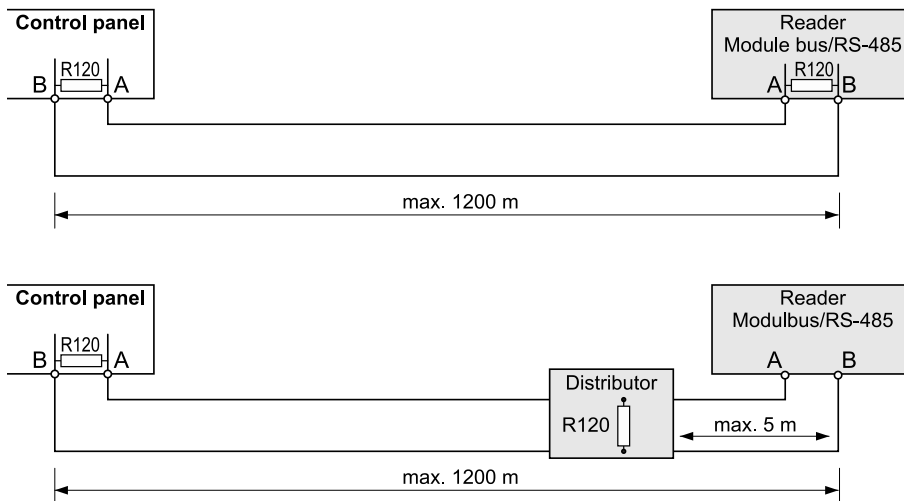 Control panel
R120
B A
Reader
Module bus/RS-485
R120
A B
max. 1200 m
Control panel
R120
B A
Reader
Modulbus/RS-485
A B
Distributor
R120
max. 5 m
max. 1200 m